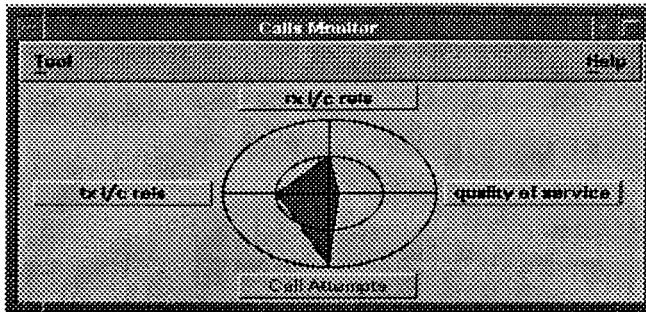 Calls Monitor
Tool Help
rx i/c rels
tx i/c rels quality of service
Call Attempts